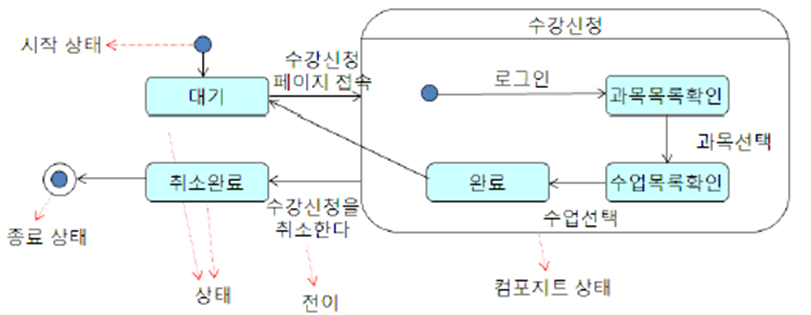 수강신청
시작 상태
수강신청
페이지 접속
로그인
대기
과목목록확인
과목선택
취소완료
완료
수업목록확인
수강신청을
취소한다
수업선택
종료 상태
상태
전이
컴포지트 상태